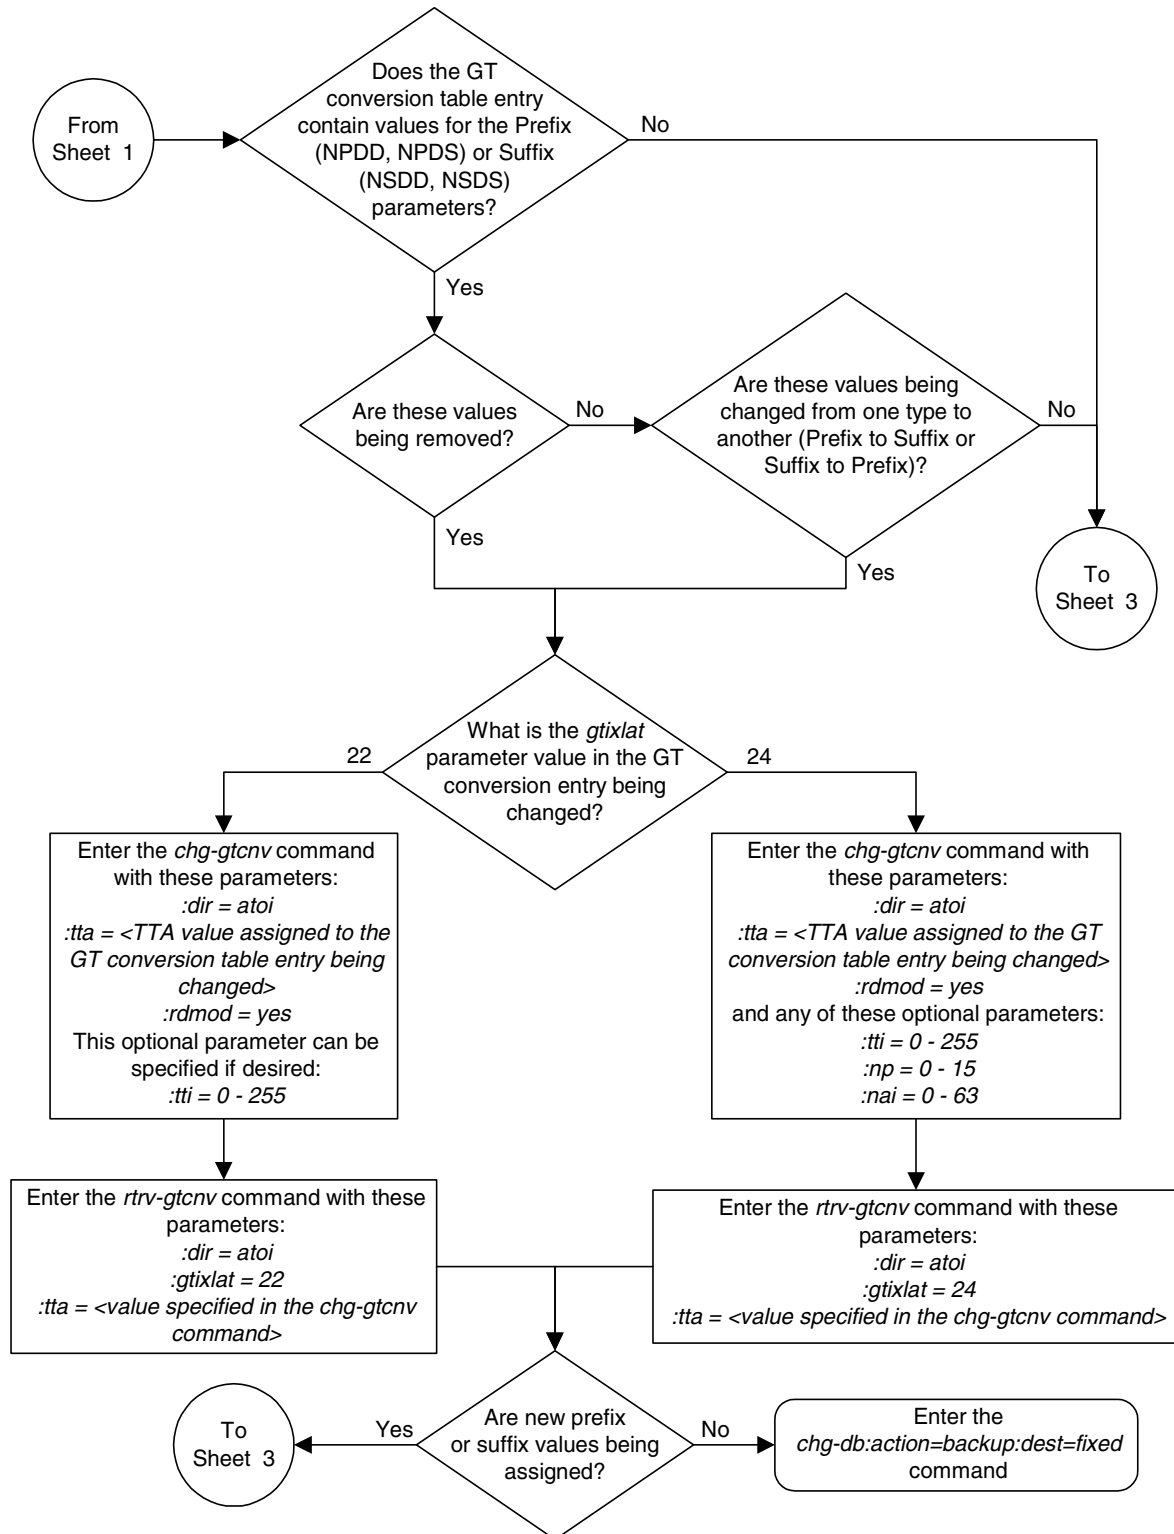 Does the GT
conversion table entry
contain values for the Prefix
(NPDD, NPDS) or Suffix
(NSDD, NSDS)
parameters?
From
Sheet 1
No
Yes
Are these values
being removed?
No
Are these values being
changed from one type to
another (Prefix to Suffix or
Suffix to Prefix)?
No
Yes
Yes
To
Sheet 3
What is the gtixlat
parameter value in the GT
conversion entry being
changed?
22
24
Enter the chg-gtcnv command
with these parameters:
:dir = atoi
:tta = <TTA value assigned to the
GT conversion table entry being
changed>
:rdmod = yes
This optional parameter can be
specified if desired:
:tti = 0 - 255
Enter the chg-gtcnv command with
these parameters:
:dir = atoi
:tta = <TTA value assigned to the GT
conversion table entry being changed>
:rdmod = yes
and any of these optional parameters:
:tti = 0 - 255
:np = 0 - 15
:nai = 0 - 63
Enter the rtrv-gtcnv command with these
parameters:
:dir = atoi
:gtixlat = 22
:tta = <value specified in the chg-gtcnv
command>
Enter the rtrv-gtcnv command with these
parameters:
:dir = atoi
:gtixlat = 24
:tta = <value specified in the chg-gtcnv command>
To
Sheet 3
Yes
Are new prefix
or suffix values being
assigned?
No
Enter the
chg-db:action=backup:dest=fixed
command